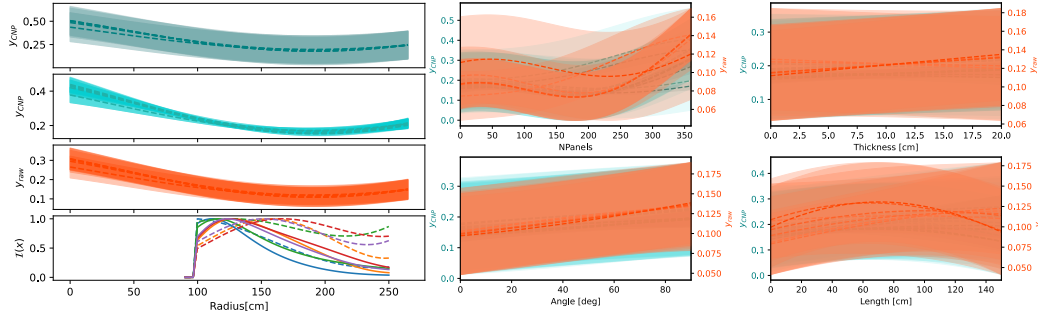 y_CNP
0.50
0.25
y_CNP
0.4
0.2
y_raw
0.3
0.2
0.1
I(x)
1.0
0.5
0.0
0 50 100 150 200 250
Radius[cm]
y_CNP
0.5
0.4
0.3
0.2
0.1
0.0
0 50 100 150 200 250 300 350
NPanels
0.16
0.14
0.12
0.10
0.08
0.06
y_raw
y_CNP
0.3
0.2
0.1
0.0
0.0 2.5 5.0 7.5 10.0 12.5 15.0 17.5 20.0
Thickness [cm]
0.18
0.16
0.14
0.12
0.10
0.08
0.06
y_raw
y_CNP
0.3
0.2
0.1
0.0
0 20 40 60 80
Angle [deg]
0.175
0.150
0.125
0.100
0.075
0.050
y_raw
y_CNP
0.4
0.3
0.2
0.1
0.0
0 20 40 60 80 100 120 140
Length [cm]
0.175
0.150
0.125
0.100
0.075
0.050
y_raw